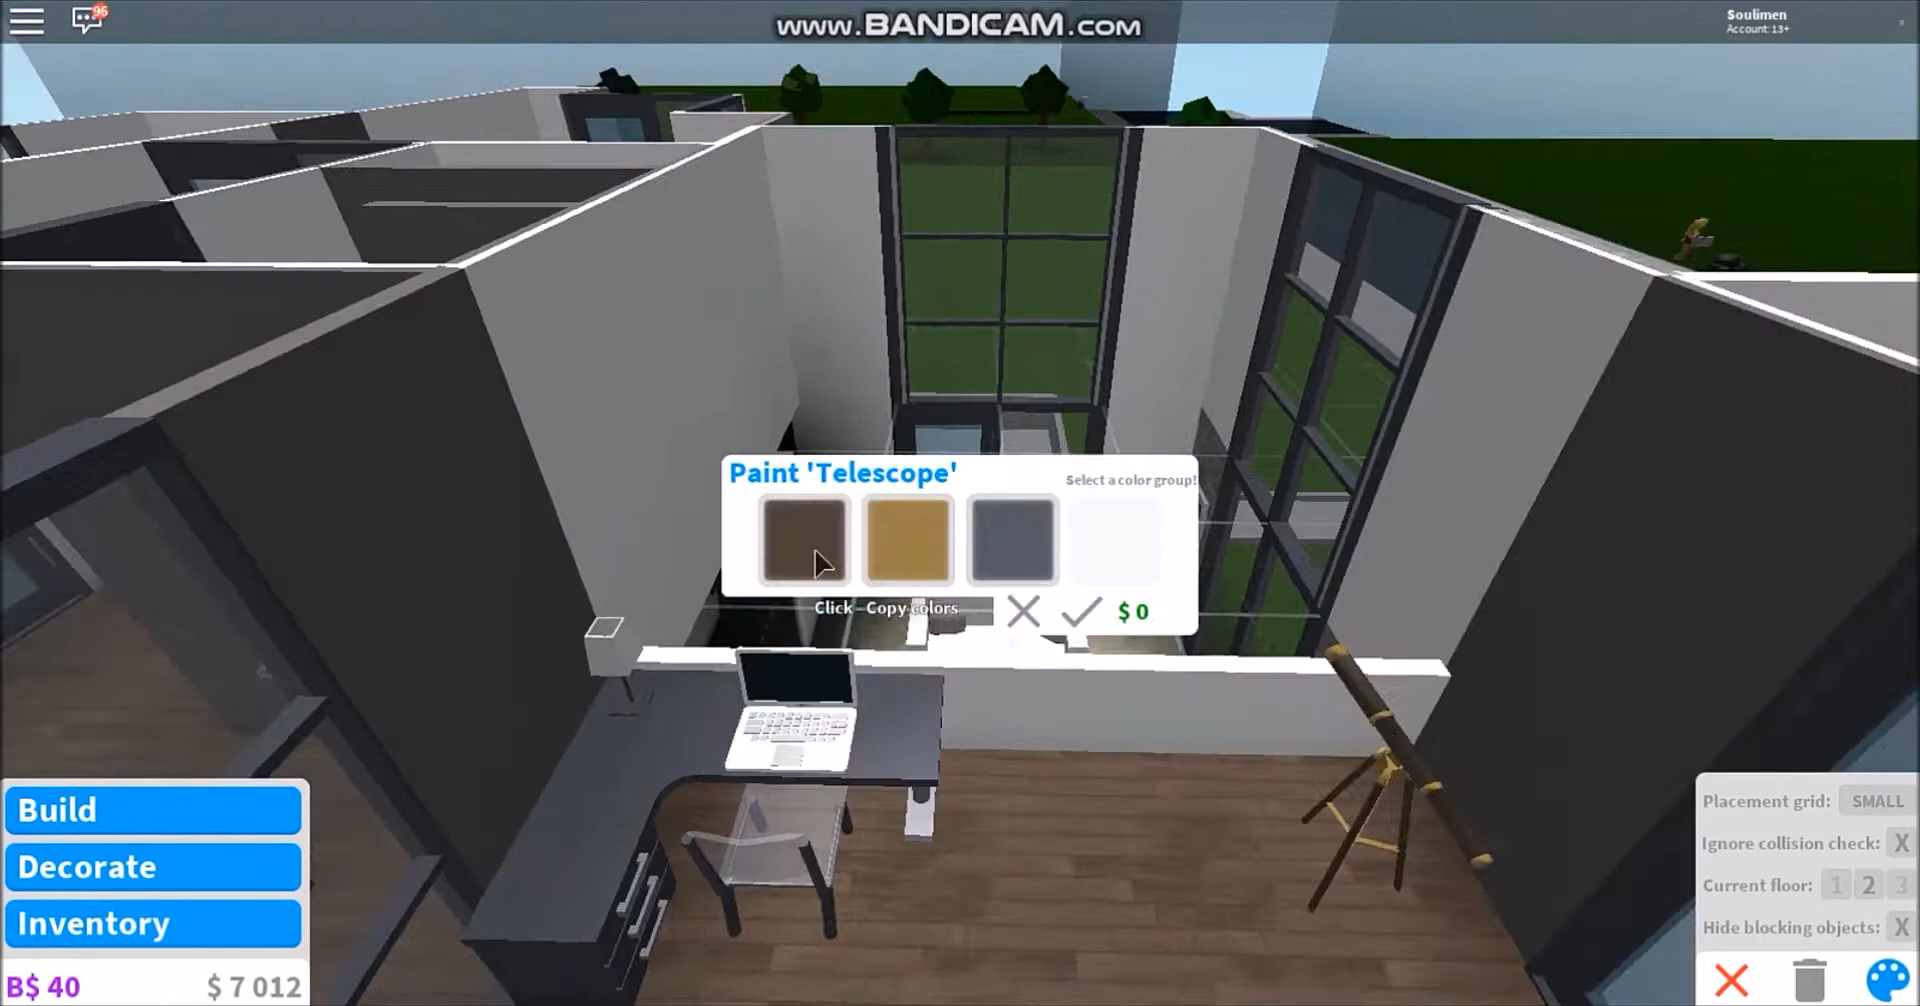 96
www.BANDICAM.com
Soulimen
Account: 13+
Paint 'Telescope'
Select a color group!
Click - Copy colors
$ 0
Build
Decorate
Inventory
B$ 40
$ 7 012
Placement grid: SMALL
Ignore collision check: X
Current floor: 1 2 3
Hide blocking objects: X